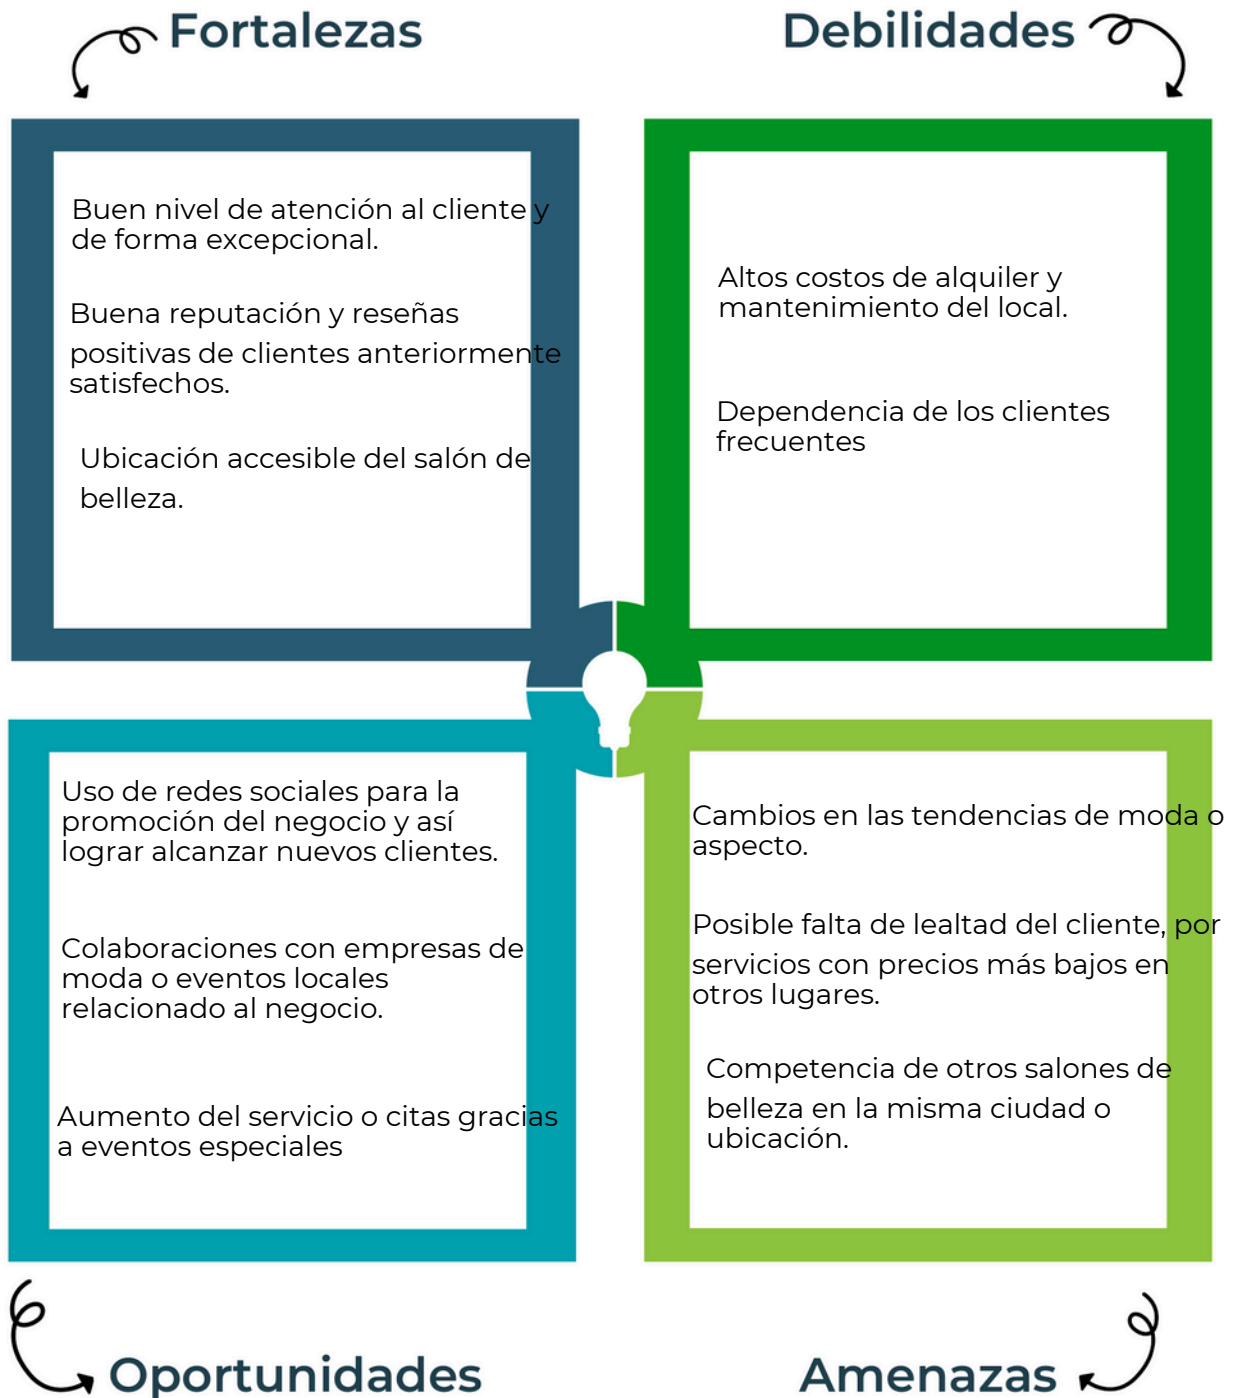 Fortalezas
Buen nivel de atención al cliente y
de forma excepcional.
Buena reputación y reseñas
positivas de clientes anteriormente
satisfechos.
Ubicación accesible del salón de
belleza.
Debilidades
Altos costos de alquiler y
mantenimiento del local.
Dependencia de los clientes
frecuentes
Uso de redes sociales para la
promoción del negocio y así
lograr alcanzar nuevos clientes.
Colaboraciones con empresas de
moda o eventos locales
relacionado al negocio.
Aumento del servicio o citas gracias
a eventos especiales
Oportunidades
Cambios en las tendencias de moda o
aspecto.
Posible falta de lealtad del cliente, por
servicios con precios más bajos en
otros lugares.
Competencia de otros salones de
belleza en la misma ciudad o
ubicación.
Amenazas